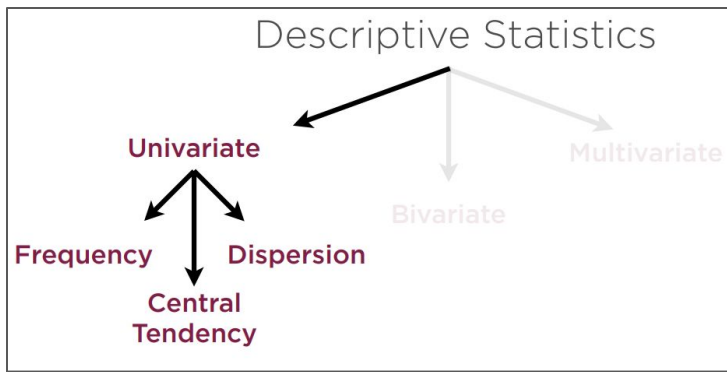 Descriptive Statistics
Univariate
Multivariate
Bivariate
Frequency
Dispersion
Central
Tendency